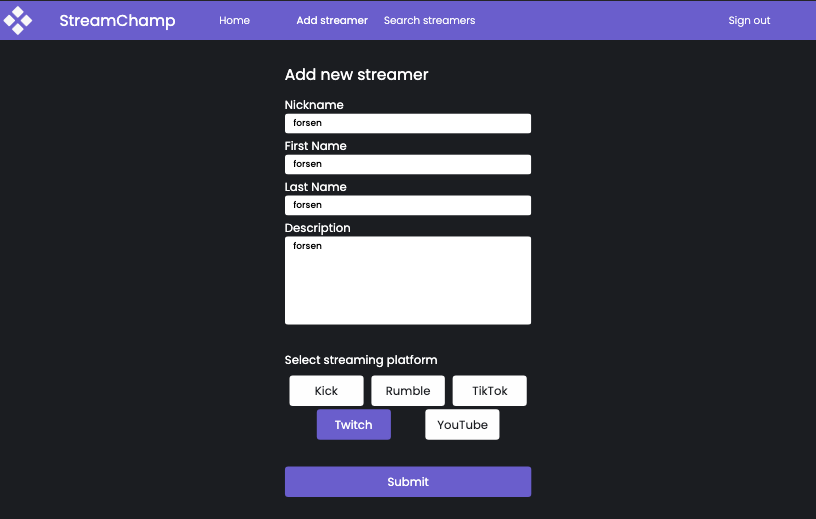 StreamChamp Home Add streamer Search streamers Sign out
Add new streamer
Nickname
forsen
First Name
forsen
Last Name
forsen
Description
forsen
Select streaming platform
Kick Rumble TikTok
Twitch YouTube
Submit